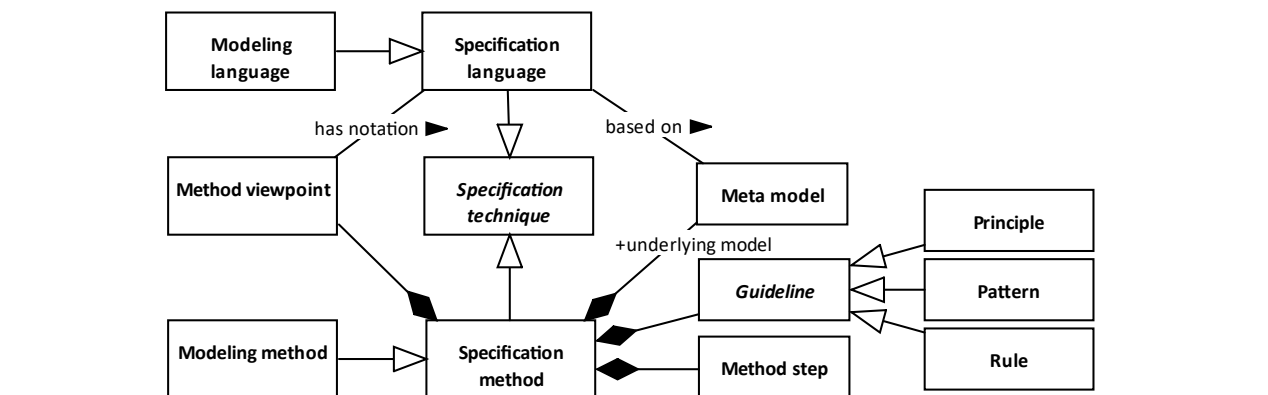 Modeling
language
Specification
language
has notation
based on
Method viewpoint
Specification
technique
Meta model
Principle
+underlying model
Guideline
Pattern
Modeling method
Specification
method
Method step
Rule